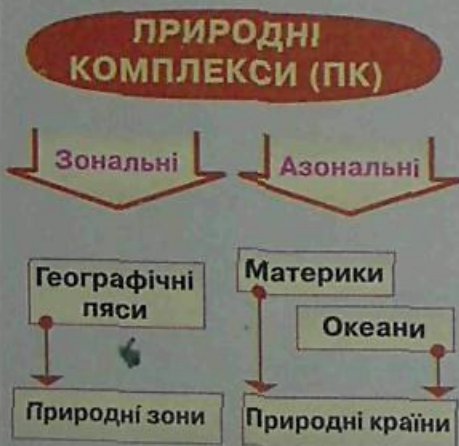 ПРИРОДНІ
КОМПЛЕКСИ (ПК)
Зональні
Азональні
Географічні
пяси
Материки
Океани
Природні зони
Природні країни